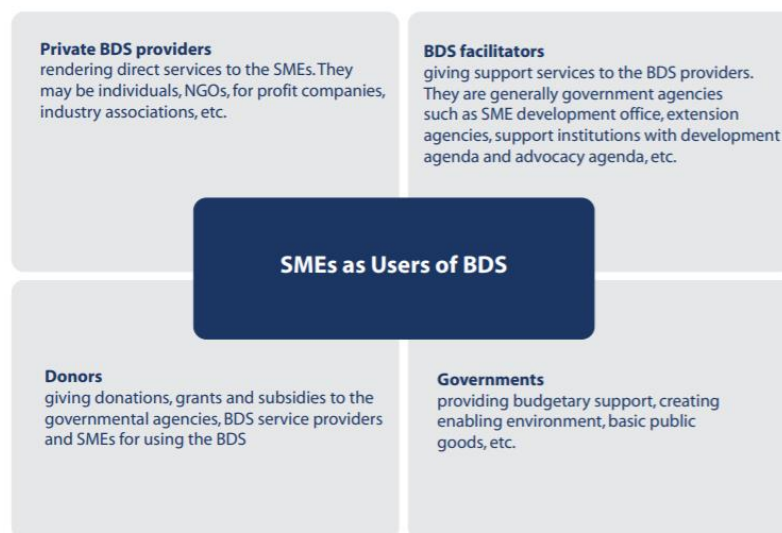 Private BDS providers
rendering direct services to the SMEs. They
may be individuals, NGOs, for profit companies,
industry associations, etc.
BDS facilitators
giving support services to the BDS providers.
They are generally government agencies
such as SME development office, extension
agencies, support institutions with development
agenda and advocacy agenda, etc.
SMEs as Users of BDS
Donors
giving donations, grants and subsidies to the
governmental agencies, BDS service providers
and SMEs for using the BDS
Governments
providing budgetary support, creating
enabling environment, basic public
goods, etc.